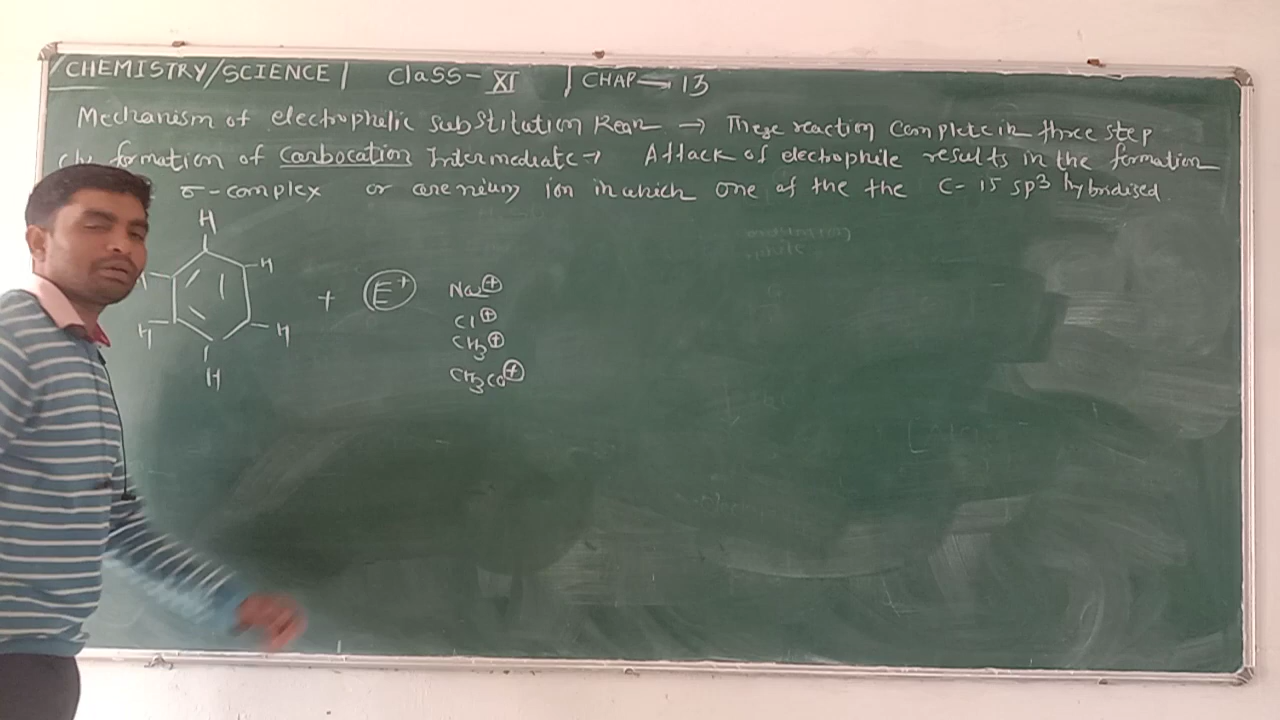 CHEMISTRY/SCIENCE | Class - XI | CHAP → 13
Mechanism of electrophilic substitution Rean → These reaction complete in three step
formation of carbocation Intermediate → Attack of electrophile results in the formation
σ-complex or arenium ion in which one of the the C- is sp³ hybridised.
H
H
+ E⁺ Na⊕
Cl⊕
H H
CH₃⊕
H
CH₃CO⊕